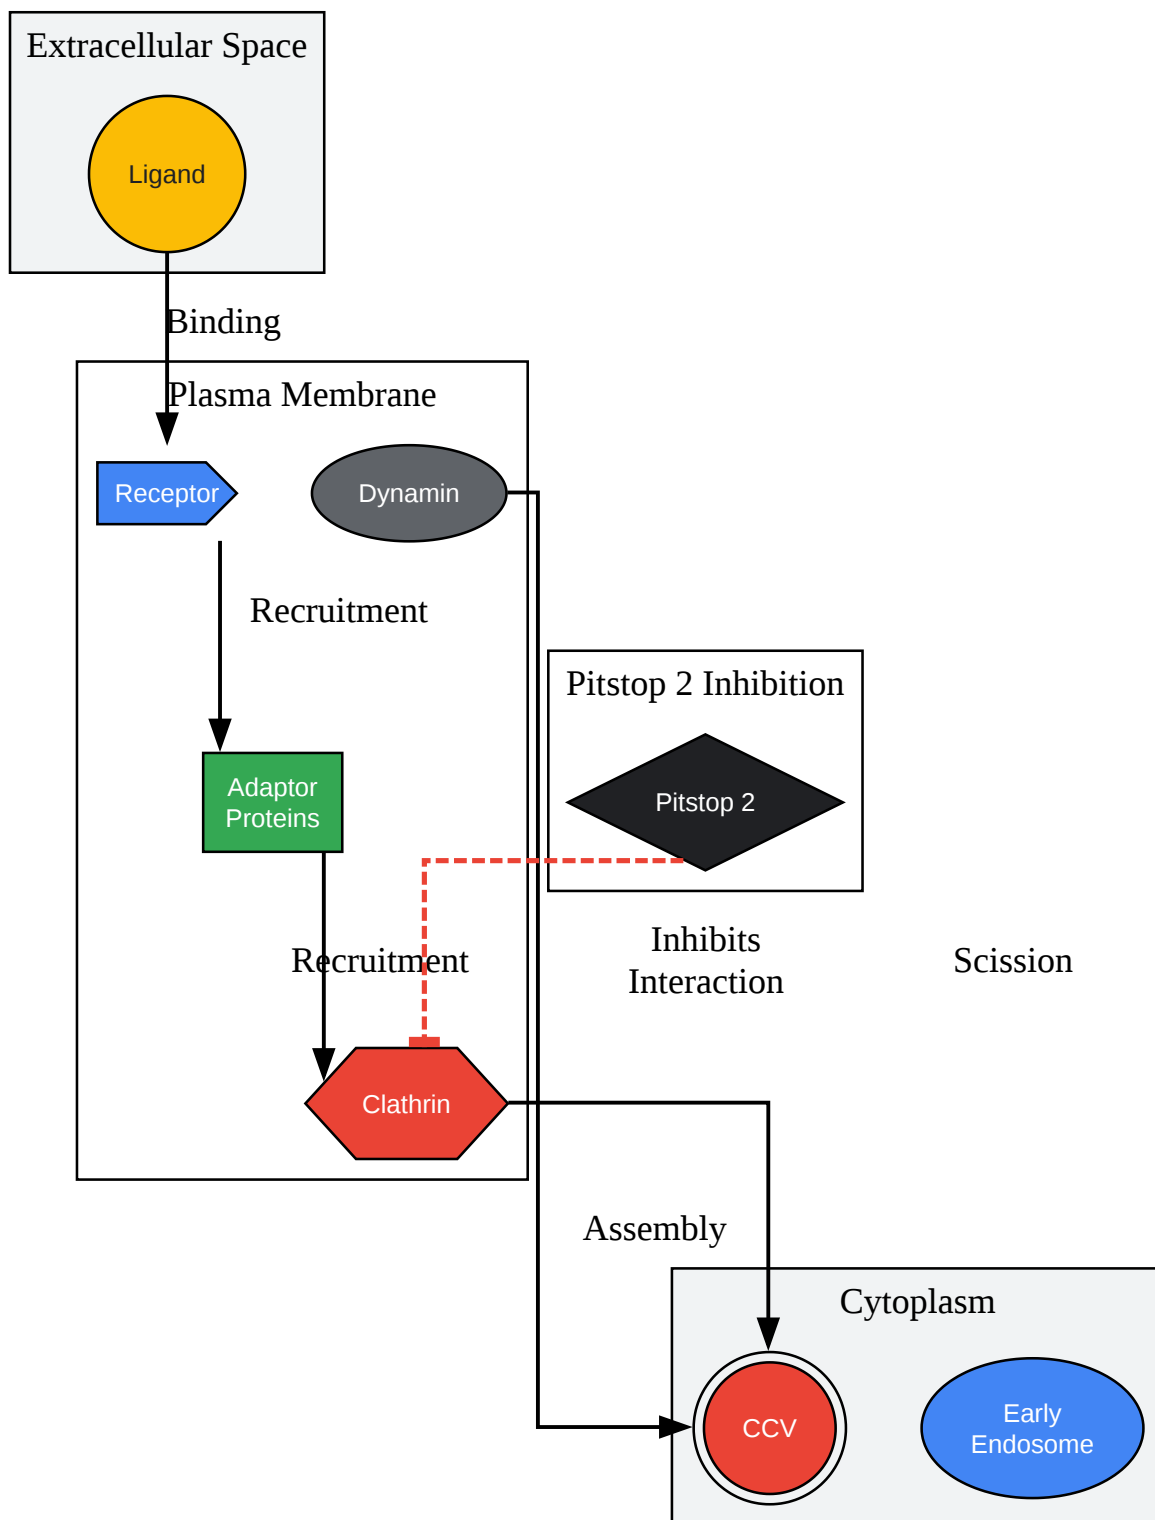 Extracellular Space
Ligand
Binding
Plasma Membrane
Receptor
Dynamin
Recruitment
Pitstop 2 Inhibition
Adaptor
Proteins
Pitstop 2
Recruitment
Inhibits
Interaction
Scission
Clathrin
Assembly
Cytoplasm
CCV
Early
Endosome